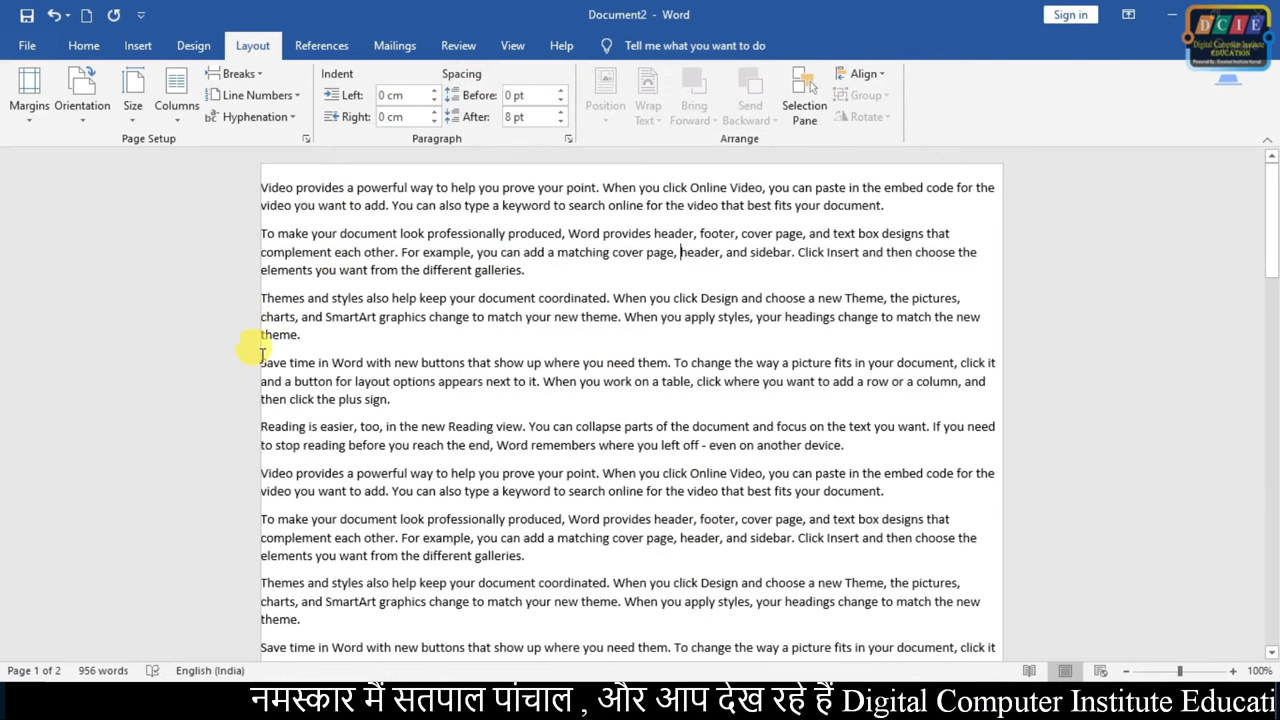 Document2 - Word
Sign in
DCIE
Digital Computer Institute
EDUCATION
File Home Insert Design Layout References Mailings Review View Help Tell me what you want to do
Margins
Orientation
Size
Columns
Breaks
Line Numbers
Hyphenation
Page Setup
Indent
Left: 0 cm
Right: 0 cm
Spacing
Before: 0 pt
After: 8 pt
Paragraph
Position
Wrap
Text
Bring
Forward
Send
Backward
Selection
Pane
Align
Group
Rotate
Arrange
Video provides a powerful way to help you prove your point. When you click Online Video, you can paste in the embed code for the
video you want to add. You can also type a keyword to search online for the video that best fits your document.
To make your document look professionally produced, Word provides header, footer, cover page, and text box designs that
complement each other. For example, you can add a matching cover page, header, and sidebar. Click Insert and then choose the
elements you want from the different galleries.
Themes and styles also help keep your document coordinated. When you click Design and choose a new Theme, the pictures,
charts, and SmartArt graphics change to match your new theme. When you apply styles, your headings change to match the new
theme.
Save time in Word with new buttons that show up where you need them. To change the way a picture fits in your document, click it
and a button for layout options appears next to it. When you work on a table, click where you want to add a row or a column, and
then click the plus sign.
Reading is easier, too, in the new Reading view. You can collapse parts of the document and focus on the text you want. If you need
to stop reading before you reach the end, Word remembers where you left off - even on another device.
Video provides a powerful way to help you prove your point. When you click Online Video, you can paste in the embed code for the
video you want to add. You can also type a keyword to search online for the video that best fits your document.
To make your document look professionally produced, Word provides header, footer, cover page, and text box designs that
complement each other. For example, you can add a matching cover page, header, and sidebar. Click Insert and then choose the
elements you want from the different galleries.
Themes and styles also help keep your document coordinated. When you click Design and choose a new Theme, the pictures,
charts, and SmartArt graphics change to match your new theme. When you apply styles, your headings change to match the new
theme.
Save time in Word with new buttons that show up where you need them. To change the way a picture fits in your document, click it
Page 1 of 2 956 words English (India) 100%
नमस्कार मैं सतपाल पांचाल , और आप देख रहे हैं Digital Computer Institute Educati